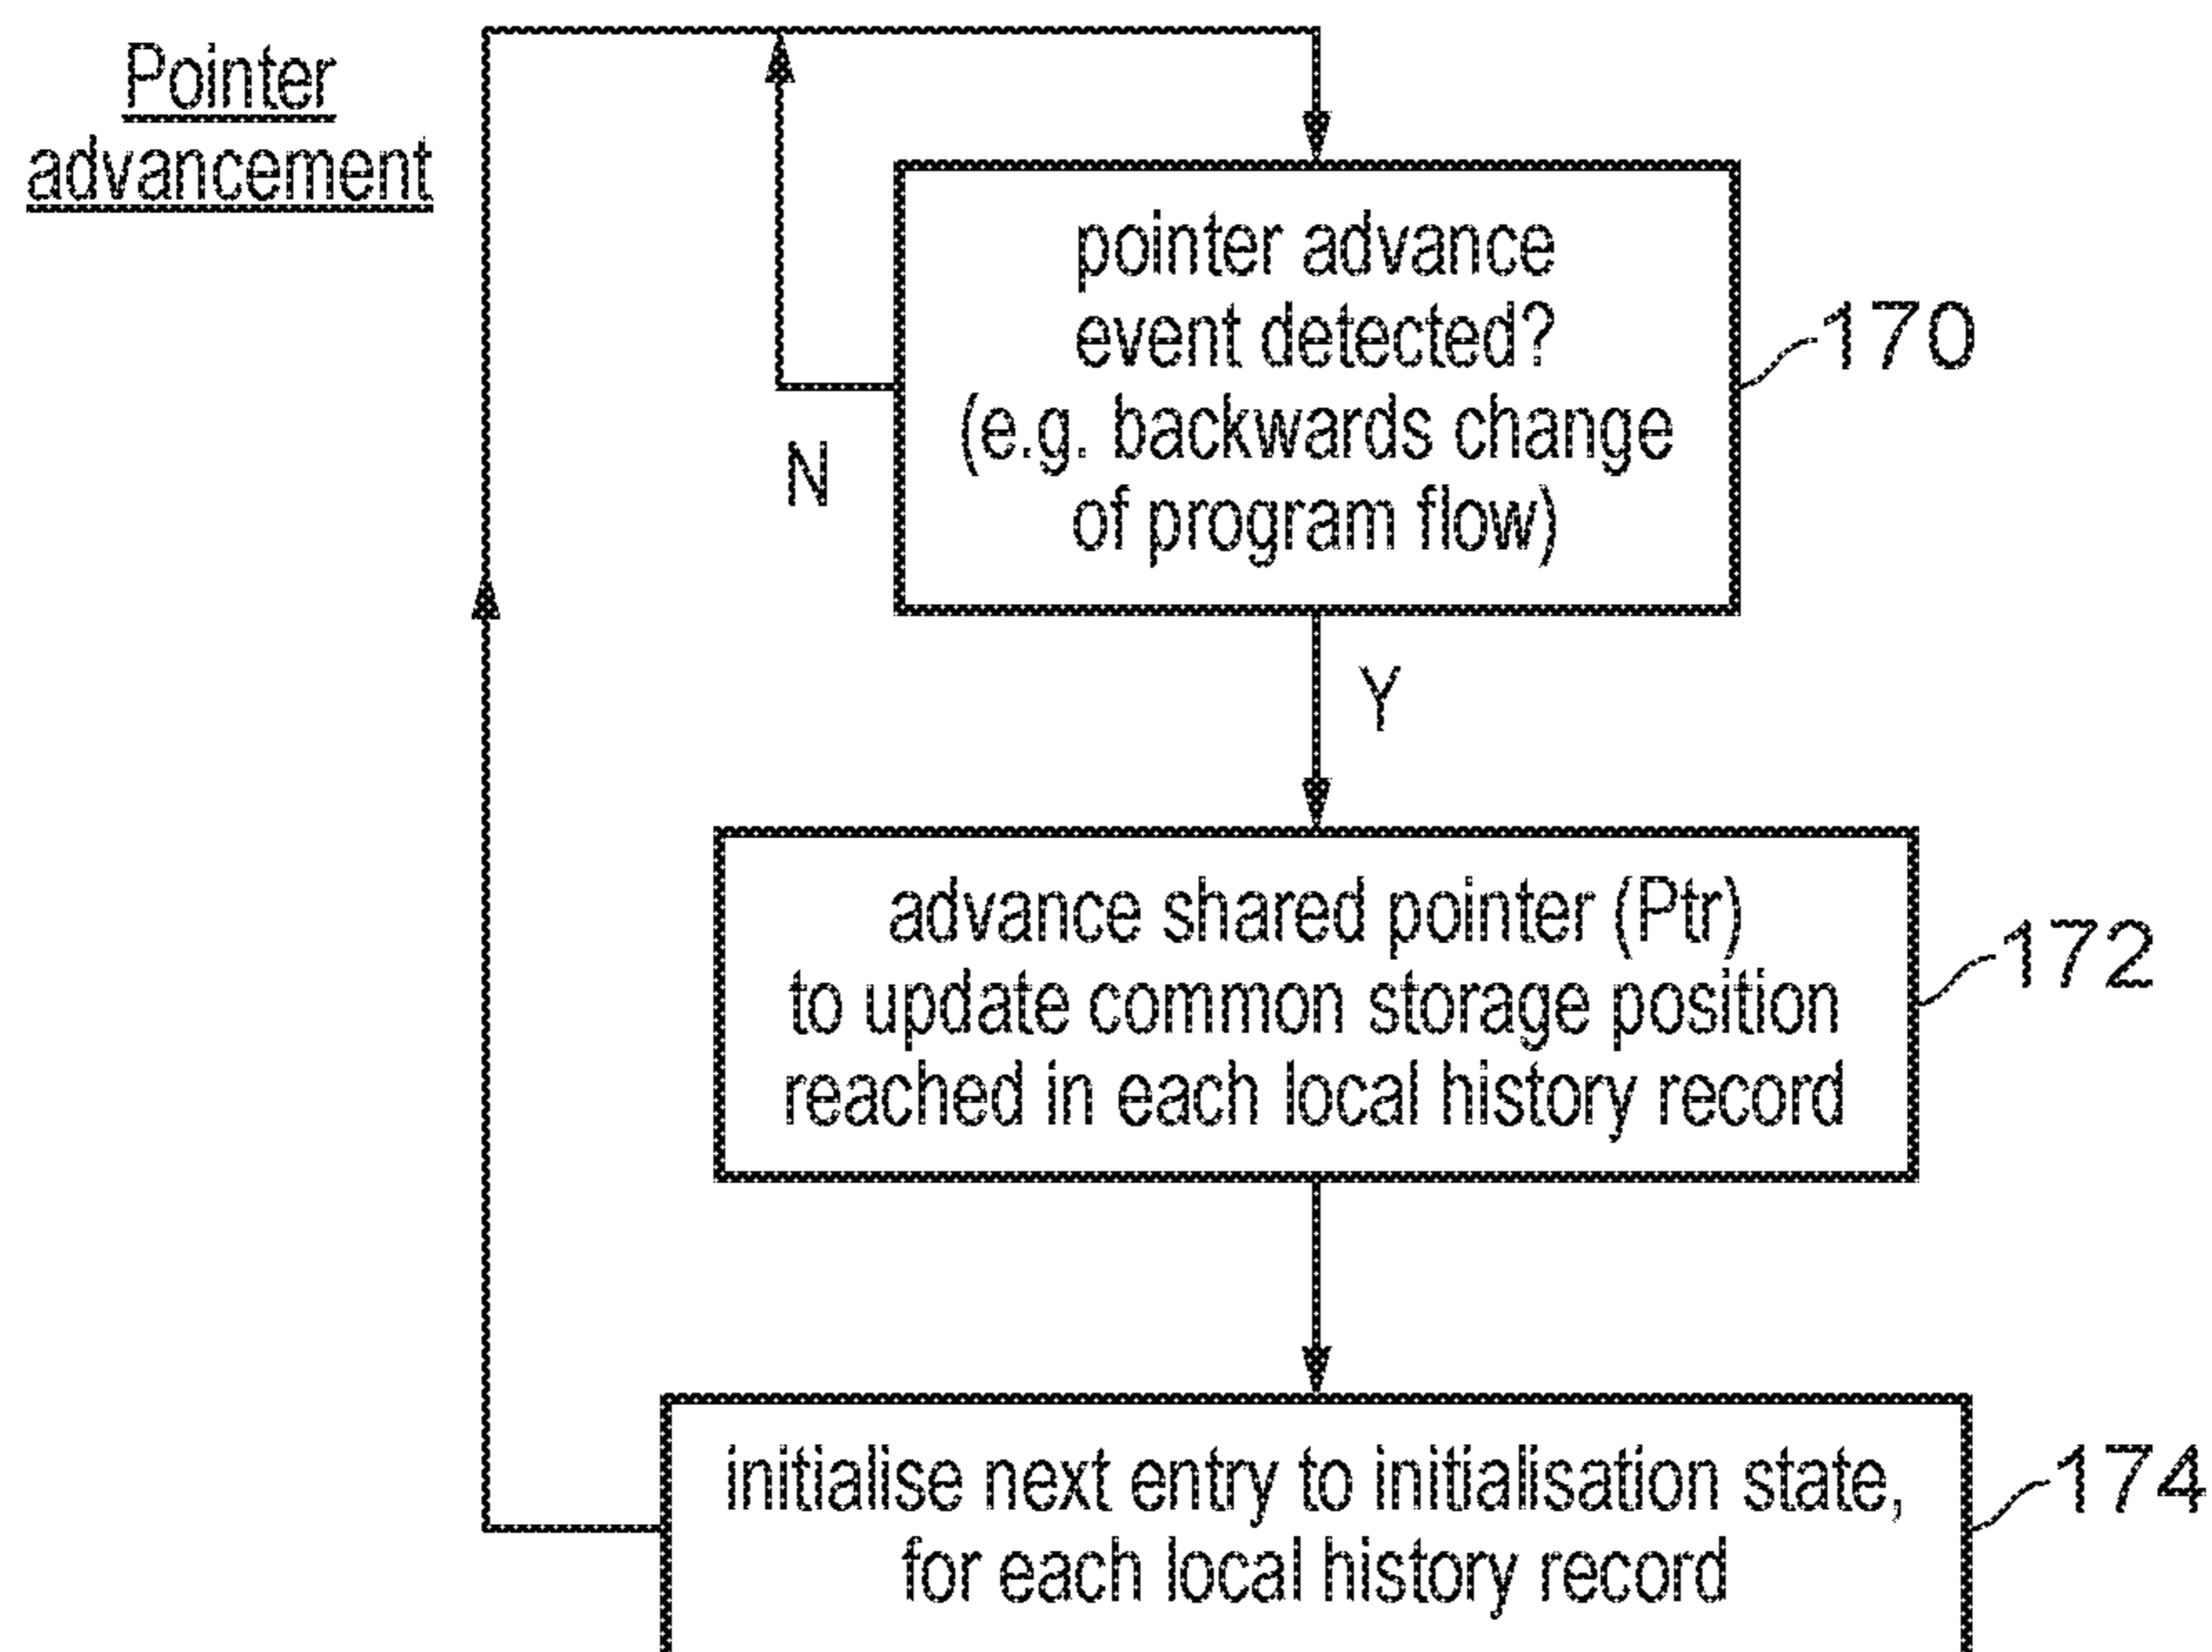 Pointer
advancement
pointer advance
event detected?
(e.g. backwards change
of program flow)
170
N
Y
advance shared pointer (Ptr)
to update common storage position
reached in each local history record
172
initialise next entry to initialisation state,
for each local history record
174